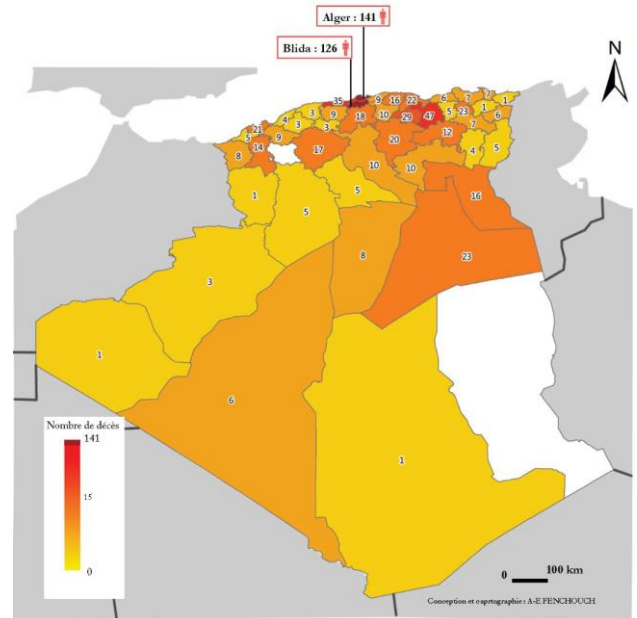 Alger : 141
Blida : 126
N
35 9 16 22 6 7 7 1
21 4 3 3 9 18 10 29 47 5 23 1 6
5 9 3 20 12 7
8 14 17 10 10 4 5
1 5 5 16
8 23
3
1
6
1
Nombre de décès
141
15
0
0 100 km
Conception et caprtographie : A-E FENCHOUCH